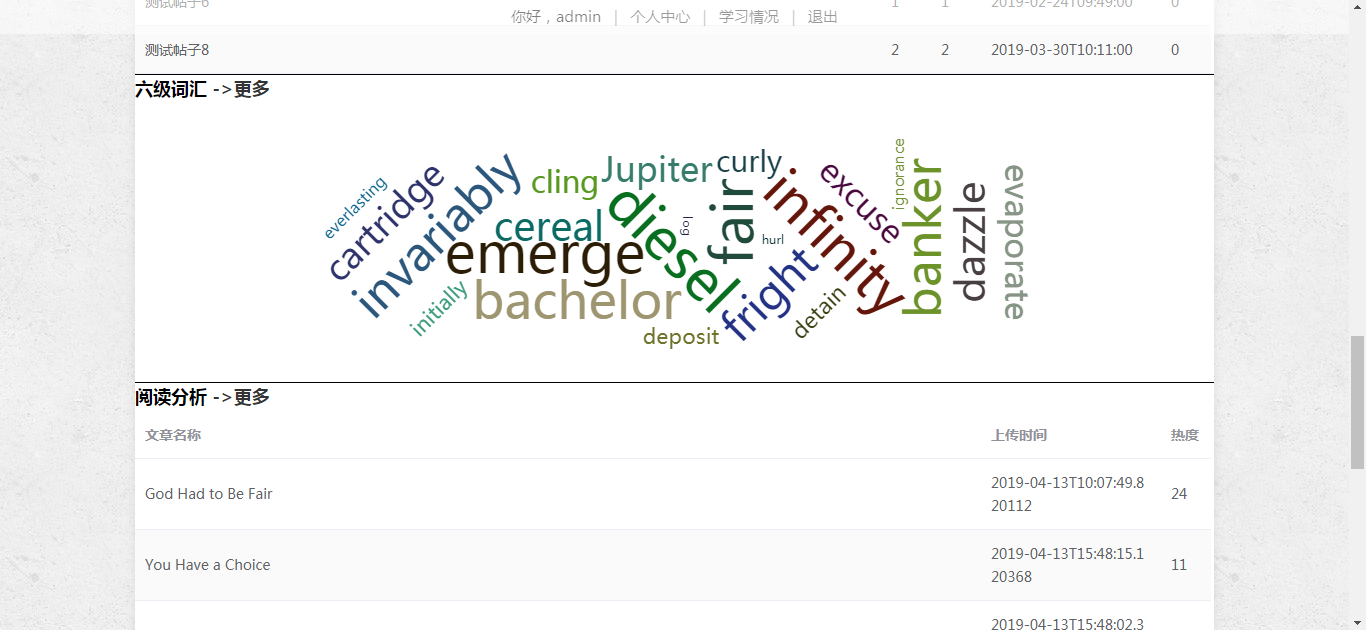 测试帖子6 1 1 2019-02-24T09:49:00 0
你好，admin | 个人中心 | 学习情况 | 退出
测试帖子8 2 2 2019-03-30T10:11:00 0
六级词汇 ->更多
everlasting
cartridge
invariably
initially
cling
cereal
emerge
bachelor
Jupiter
diesel
deposit
log
curly
fair
hurl
fright
infinity
excuse
detain
ignorance
banker
dazzle
evaporate
阅读分析 ->更多
文章名称 上传时间 热度
God Had to Be Fair 2019-04-13T10:07:49.8
20112 24
You Have a Choice 2019-04-13T15:48:15.1
20368 11
2019-04-13T15:48:02.3